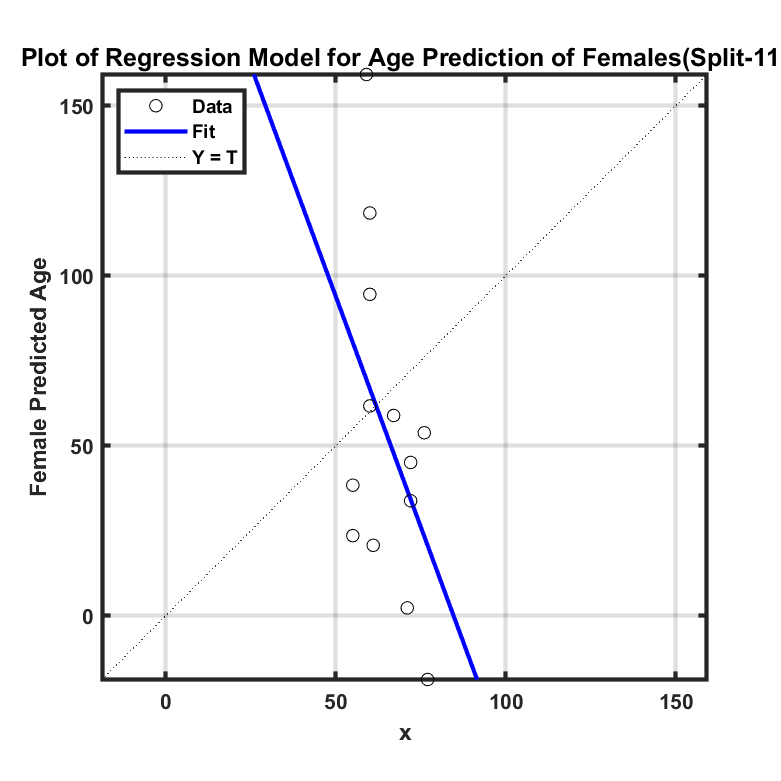 Plot of Regression Model for Age Prediction of Females(Split-11
Data
Fit
Y = T
150
100
50
0
Female Predicted Age
0 50 100 150
x